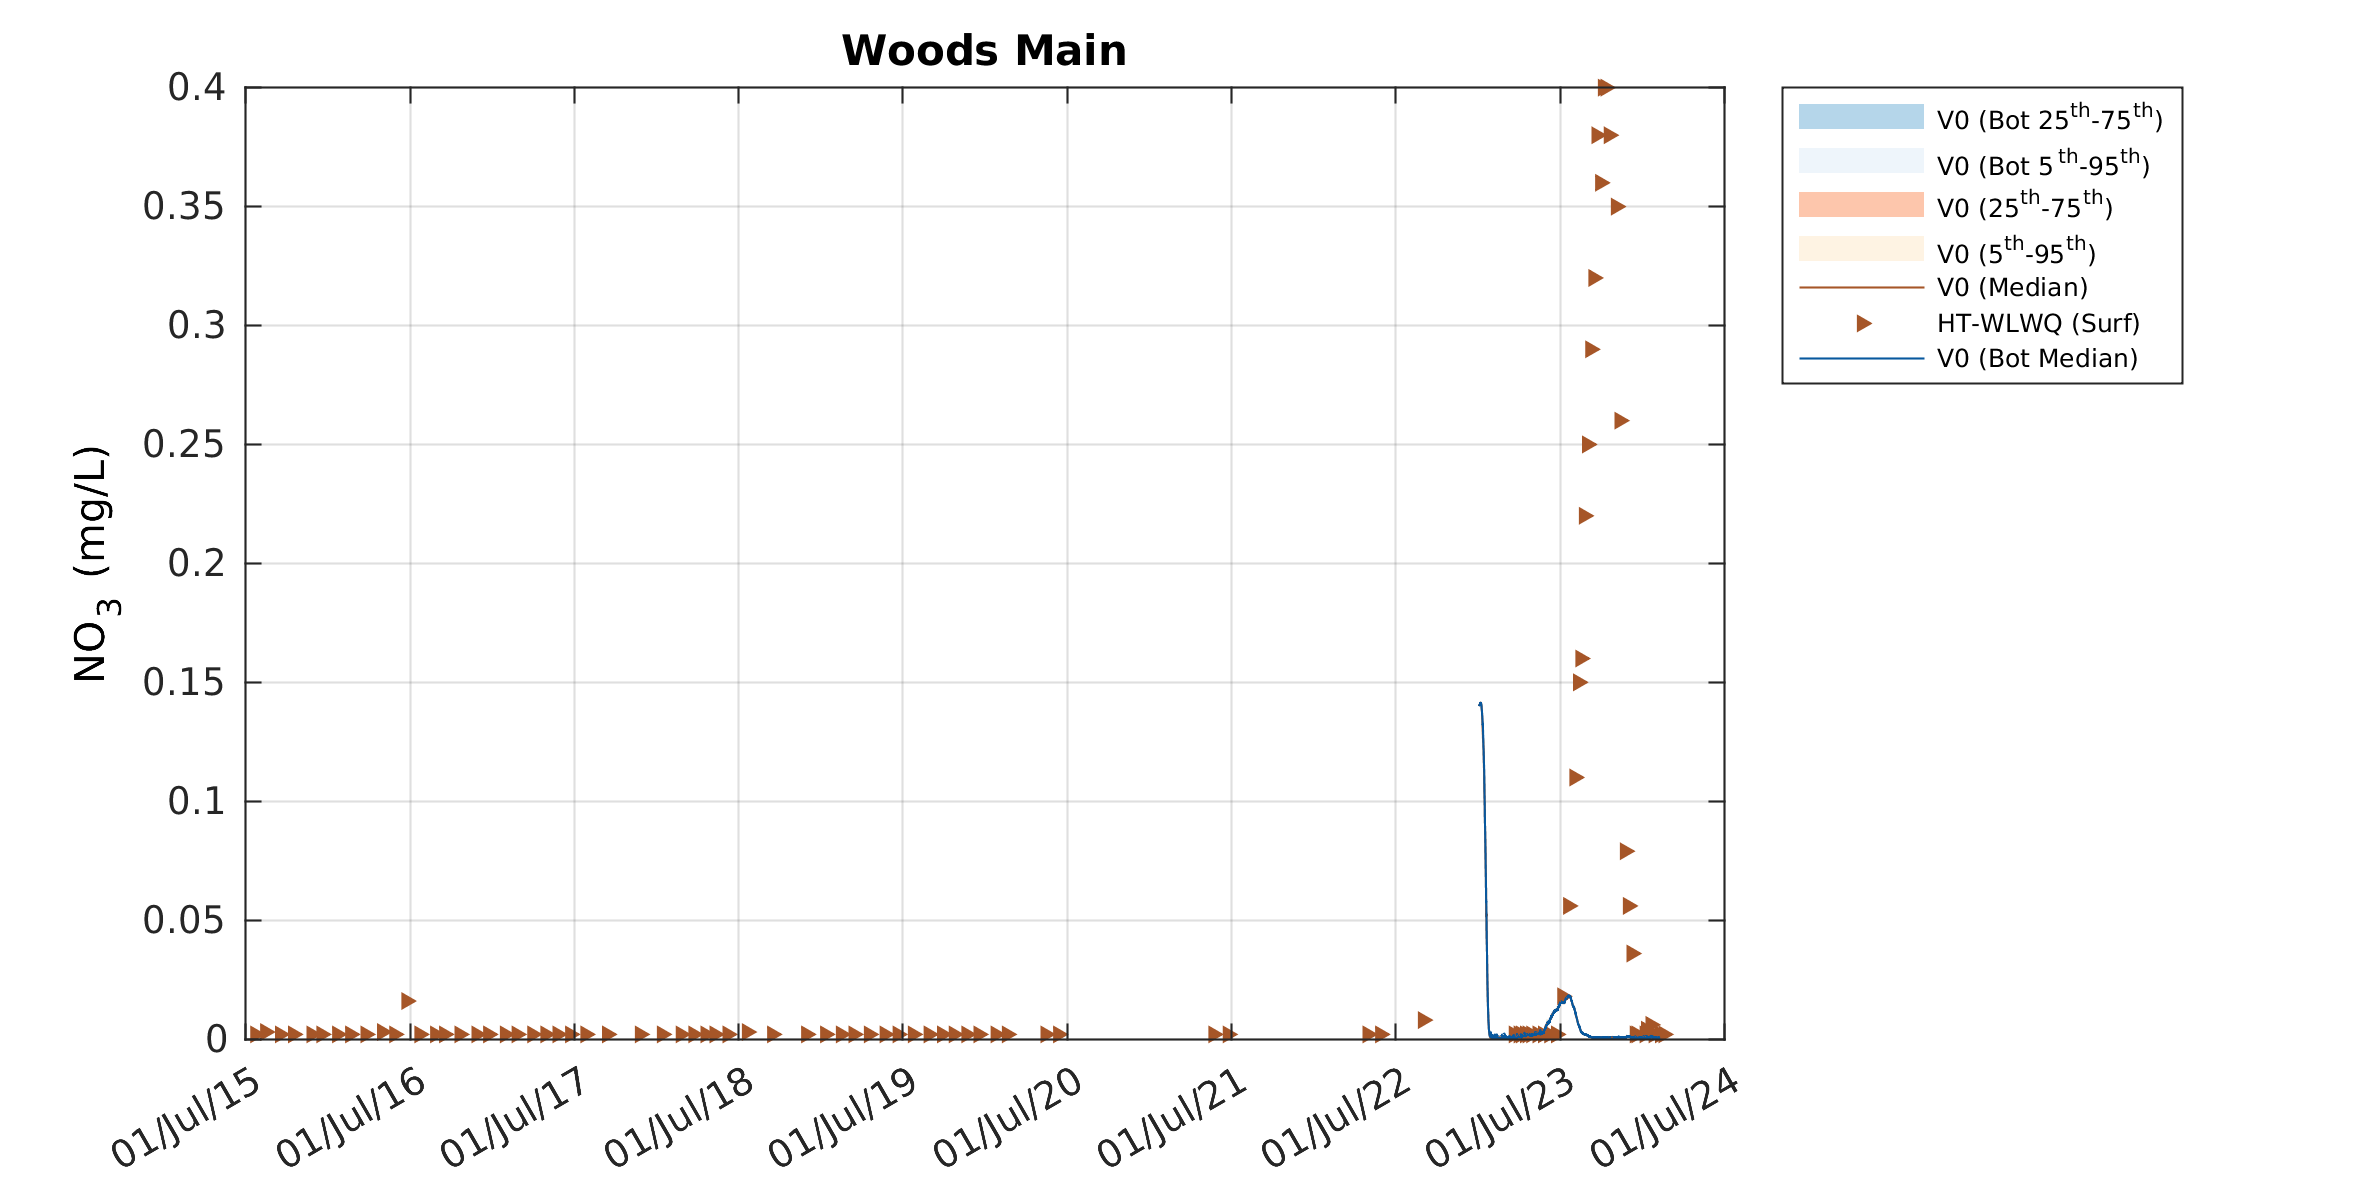 Woods Main
NO3 (mg/L)
0.4
0.35
0.3
0.25
0.2
0.15
0.1
0.05
0
01/Jul/15
01/Jul/16
01/Jul/17
01/Jul/18
01/Jul/19
01/Jul/20
01/Jul/21
01/Jul/22
01/Jul/23
01/Jul/24
V0 (Bot 25th-75th)
V0 (Bot 5th-95th)
V0 (25th-75th)
V0 (5th-95th)
V0 (Median)
HT-WLWQ (Surf)
V0 (Bot Median)